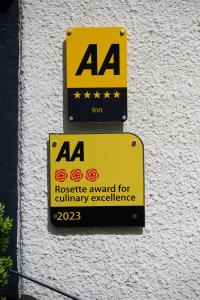 AA
Inn
AA
Rosette award for
culinary excellence
2023